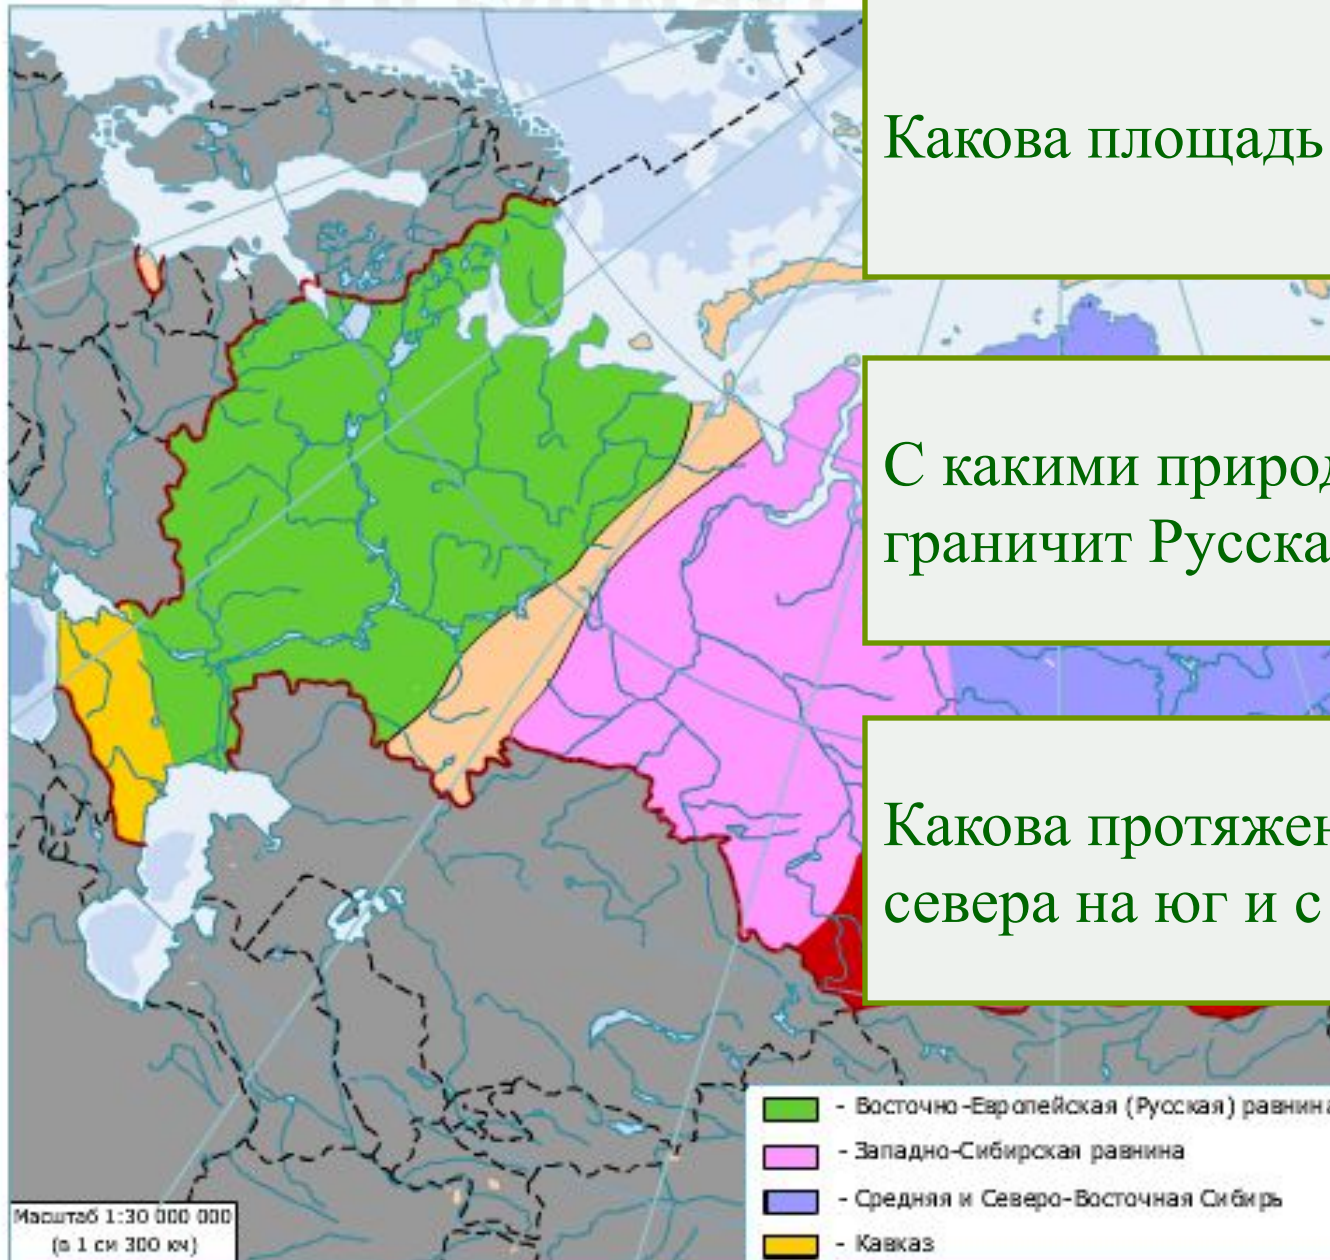 Какова площадь
С какими природ
граничит Русска
Какова протяжен
севера на юг и с
- Восточно-Европейская (Русская) равнина
- Западно-Сибирская равнина
- Средняя и Северо-Восточная Сибирь
- Кавказ
Масштаб 1:30 000 000
(в 1 см 300 км)